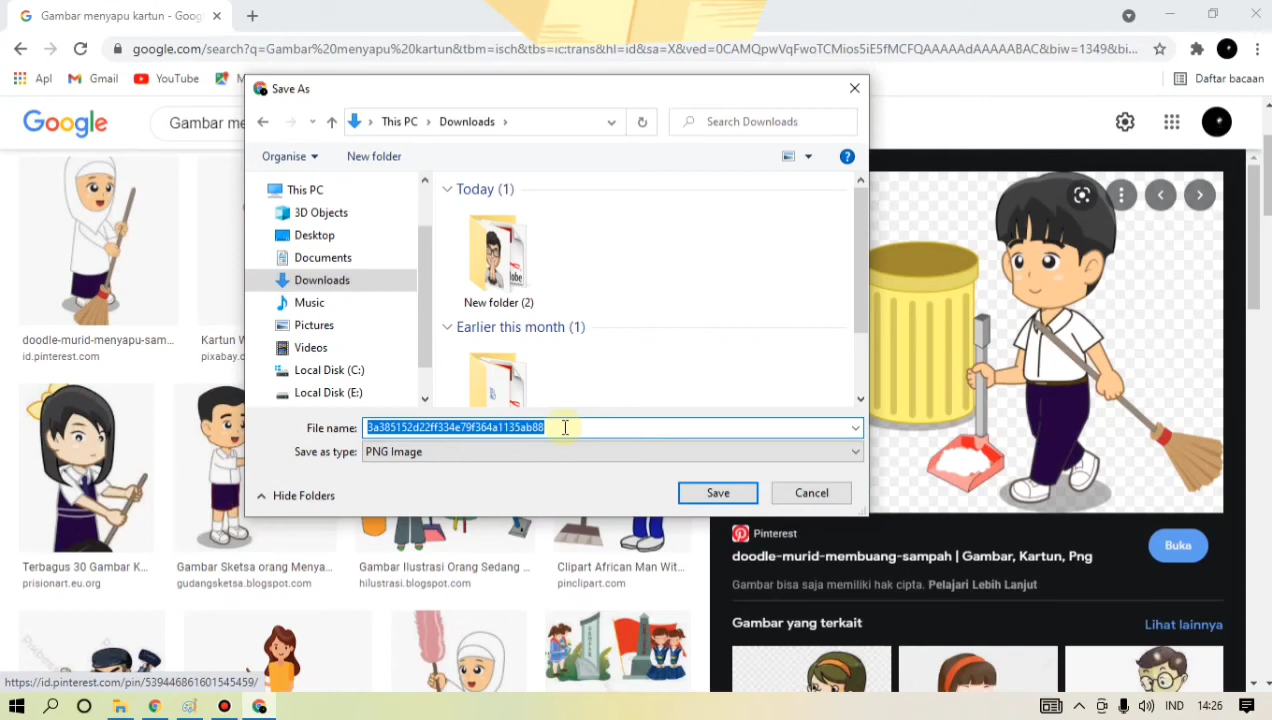 Gambar menyapu kartun - Goog
google.com/search?q=Gambar%20menyapu%20kartun&tbm=isch&tbs=ic:trans&hl=id&sa=X&ved=0CAMQpwVqFwoTCMios5iE5fMCFQAAAAAdAAAAABAC&biw=1349&bi...
Apl
Gmail
YouTube
Daftar bacaan
Google
Gambar me
Save As
This PC
Downloads
Search Downloads
Organise
New folder
This PC
3D Objects
Desktop
Documents
Downloads
Music
Pictures
Videos
Local Disk (C:)
Local Disk (E:)
Today (1)
New folder (2)
Earlier this month (1)
File name: 3a385152d22ff334e79f364a1135ab88
Save as type: PNG Image
Hide Folders
Save
Cancel
doodle-murid-menyapu-sam...
id.pinterest.com
Kartun W
pixabay.c
Terbagus 30 Gambar K...
prisionart.eu.org
Gambar Sketsa orang Menya...
gudangsketsa.blogspot.com
Gambar Ilustrasi Orang Sedang
hilustrasi.blogspot.com
Clipart African Man Wit...
pinclipart.com
Pinterest
doodle-murid-membuang-sampah | Gambar, Kartun, Png
Buka
Gambar bisa saja memiliki hak cipta. Pelajari Lebih Lanjut
Gambar yang terkait
Lihat lainnya
https://id.pinterest.com/pin/539446861601545459/
IND
14:26